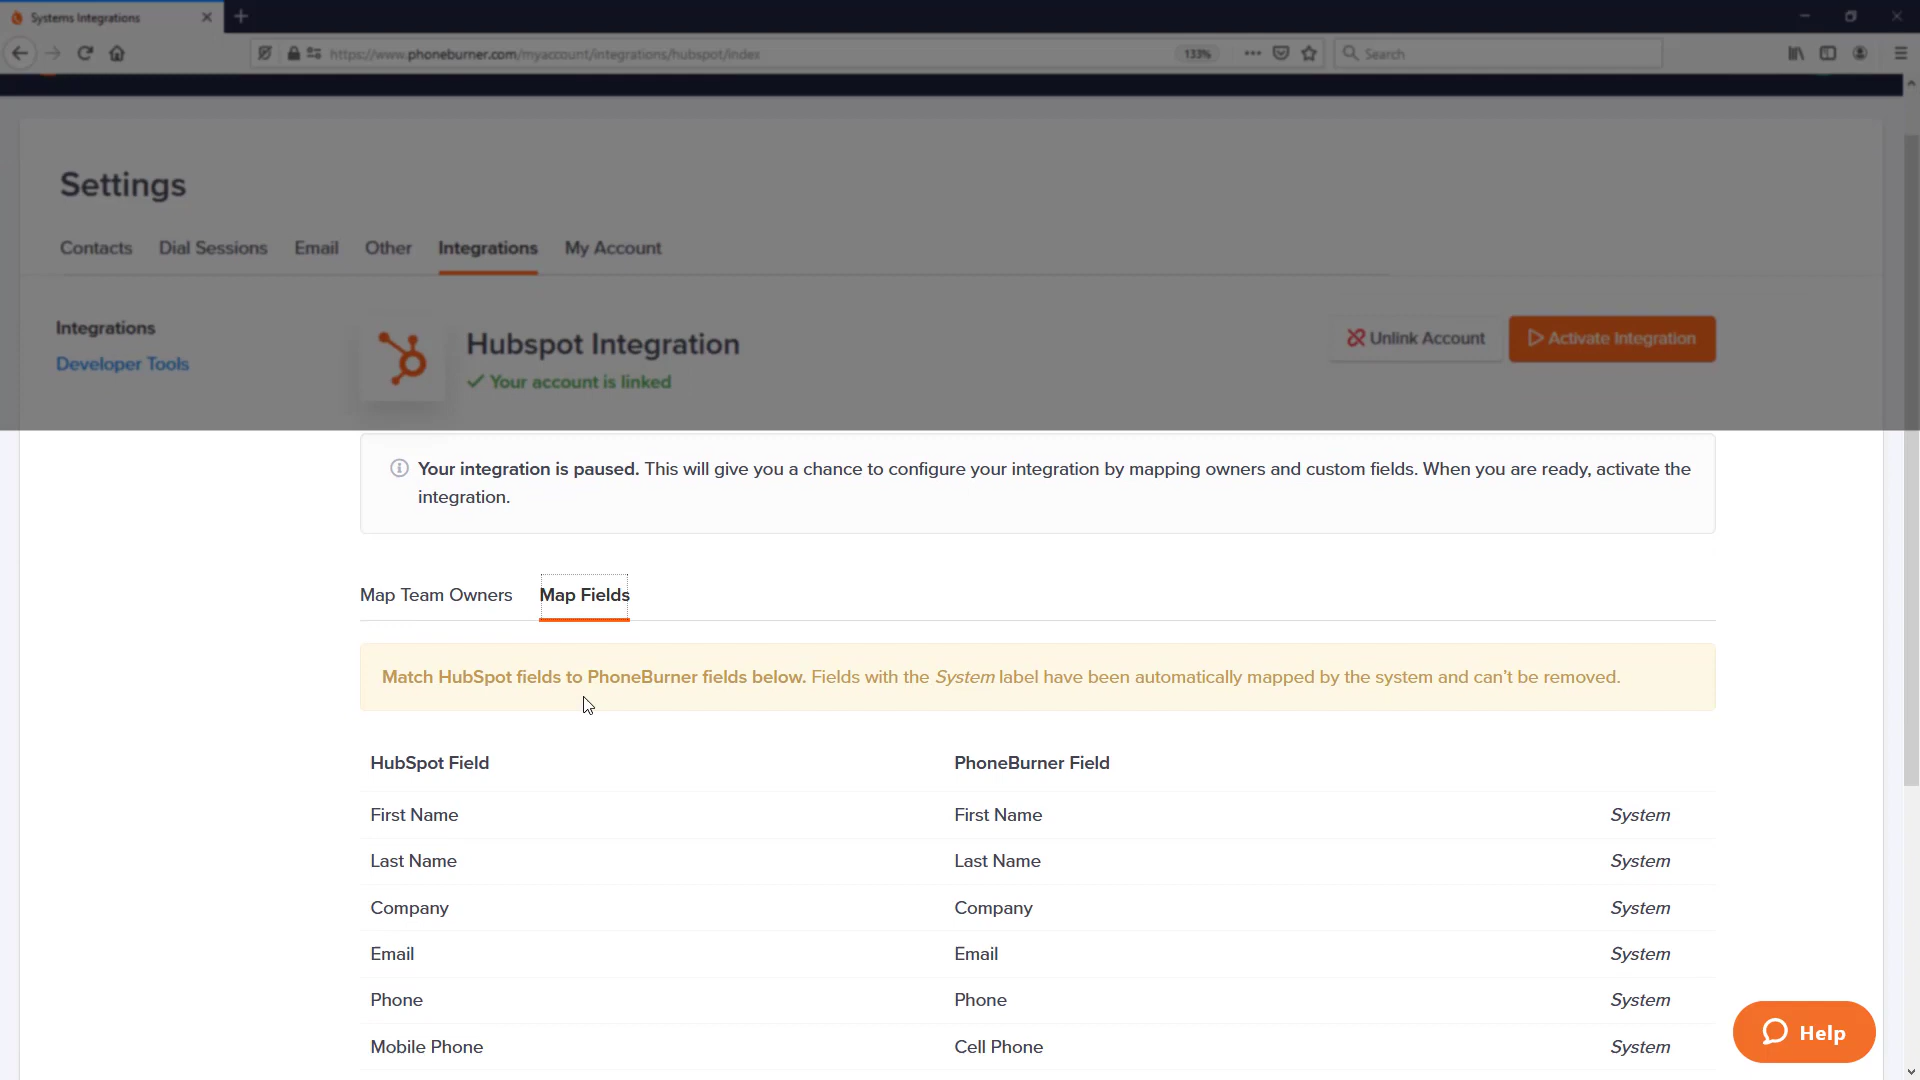 Systems Integrations
https://www.phoneburner.com/myaccount/integrations/hubspot/index
133%
Search
Settings
Contacts Dial Sessions Email Other Integrations My Account
Integrations
Developer Tools
Hubspot Integration
Your account is linked
Unlink Account
Activate Integration
Your integration is paused. This will give you a chance to configure your integration by mapping owners and custom fields. When you are ready, activate the
integration.
Map Team Owners Map Fields
Match HubSpot fields to PhoneBurner fields below. Fields with the System label have been automatically mapped by the system and can’t be removed.
HubSpot Field PhoneBurner Field
First Name First Name System
Last Name Last Name System
Company Company System
Email Email System
Phone Phone System
Mobile Phone Cell Phone System
Help